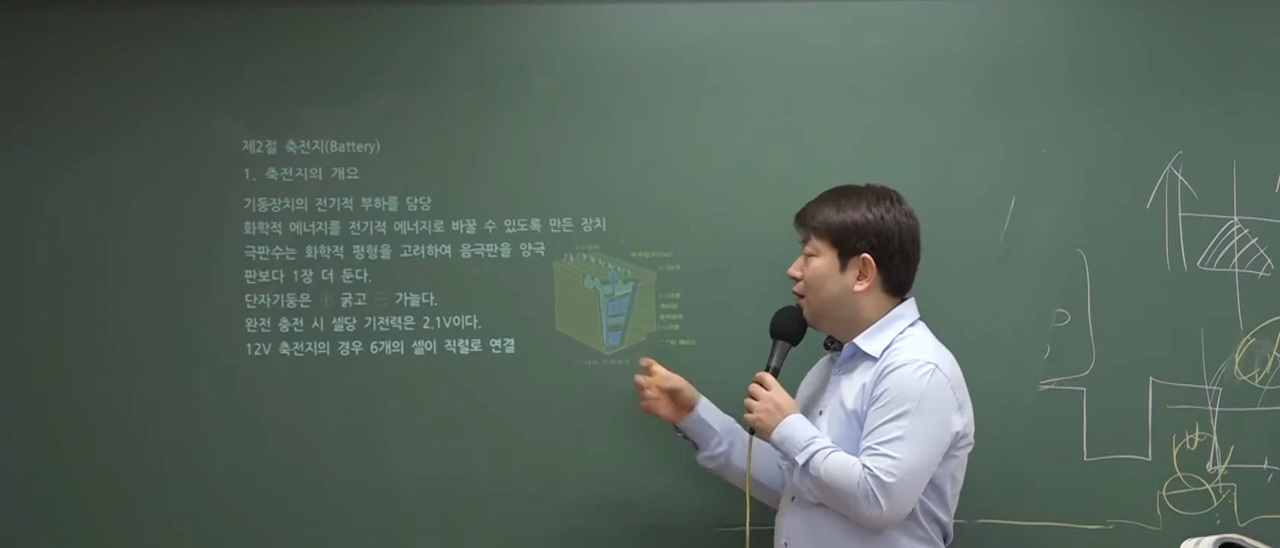 제2절 축전지(Battery)
1. 축전지의 개요
기동장치의 전기적 부하를 담당
화학적 에너지를 전기적 에너지로 바꿀 수 있도록 만든 장치
극판수는 화학적 평형을 고려하여 음극판을 양극
판보다 1장 더 둔다.
단자기둥은 + 굵고 - 가늘다.
완전 충전 시 셀당 기전력은 2.1V이다.
12V 축전지의 경우 6개의 셀이 직렬로 연결
P